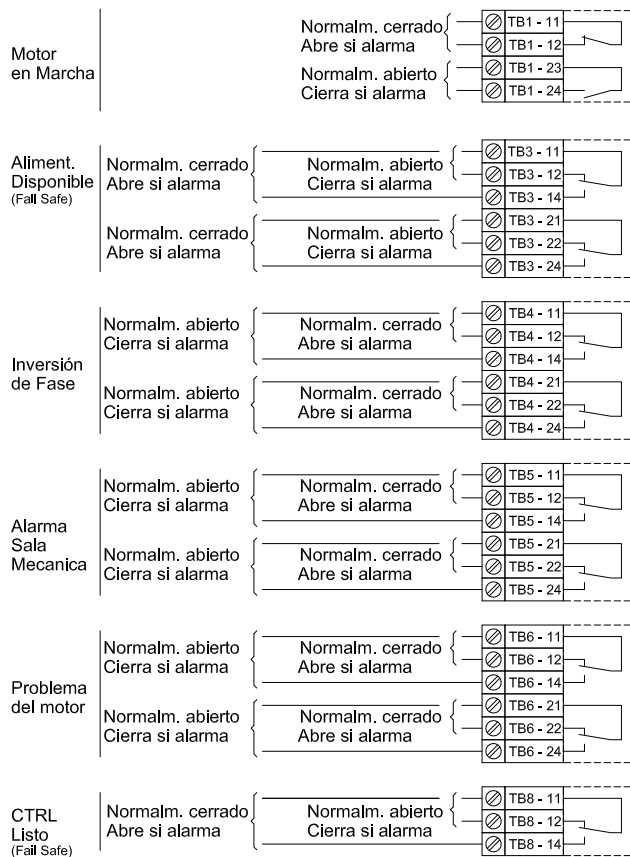 Motor
en Marcha
Normalm. cerrado
Abre si alarma
Normalm. abierto
Cierra si alarma
TB1 - 11
TB1 - 12
TB1 - 23
TB1 - 24
Aliment.
Disponible
(Fail Safe)
Normalm. cerrado
Abre si alarma
Normalm. abierto
Cierra si alarma
TB3 - 11
TB3 - 12
TB3 - 14
Normalm. cerrado
Abre si alarma
Normalm. abierto
Cierra si alarma
TB3 - 21
TB3 - 22
TB3 - 24
Inversión
de Fase
Normalm. abierto
Cierra si alarma
Normalm. cerrado
Abre si alarma
TB4 - 11
TB4 - 12
TB4 - 14
Normalm. abierto
Cierra si alarma
Normalm. cerrado
Abre si alarma
TB4 - 21
TB4 - 22
TB4 - 24
Alarma
Sala
Mecanica
Normalm. abierto
Cierra si alarma
Normalm. cerrado
Abre si alarma
TB5 - 11
TB5 - 12
TB5 - 14
Normalm. abierto
Cierra si alarma
Normalm. cerrado
Abre si alarma
TB5 - 21
TB5 - 22
TB5 - 24
Problema
del motor
Normalm. abierto
Cierra si alarma
Normalm. cerrado
Abre si alarma
TB6 - 11
TB6 - 12
TB6 - 14
Normalm. abierto
Cierra si alarma
Normalm. cerrado
Abre si alarma
TB6 - 21
TB6 - 22
TB6 - 24
CTRL
Listo
(Fail Safe)
Normalm. cerrado
Abre si alarma
Normalm. abierto
Cierra si alarma
TB8 - 11
TB8 - 12
TB8 - 14